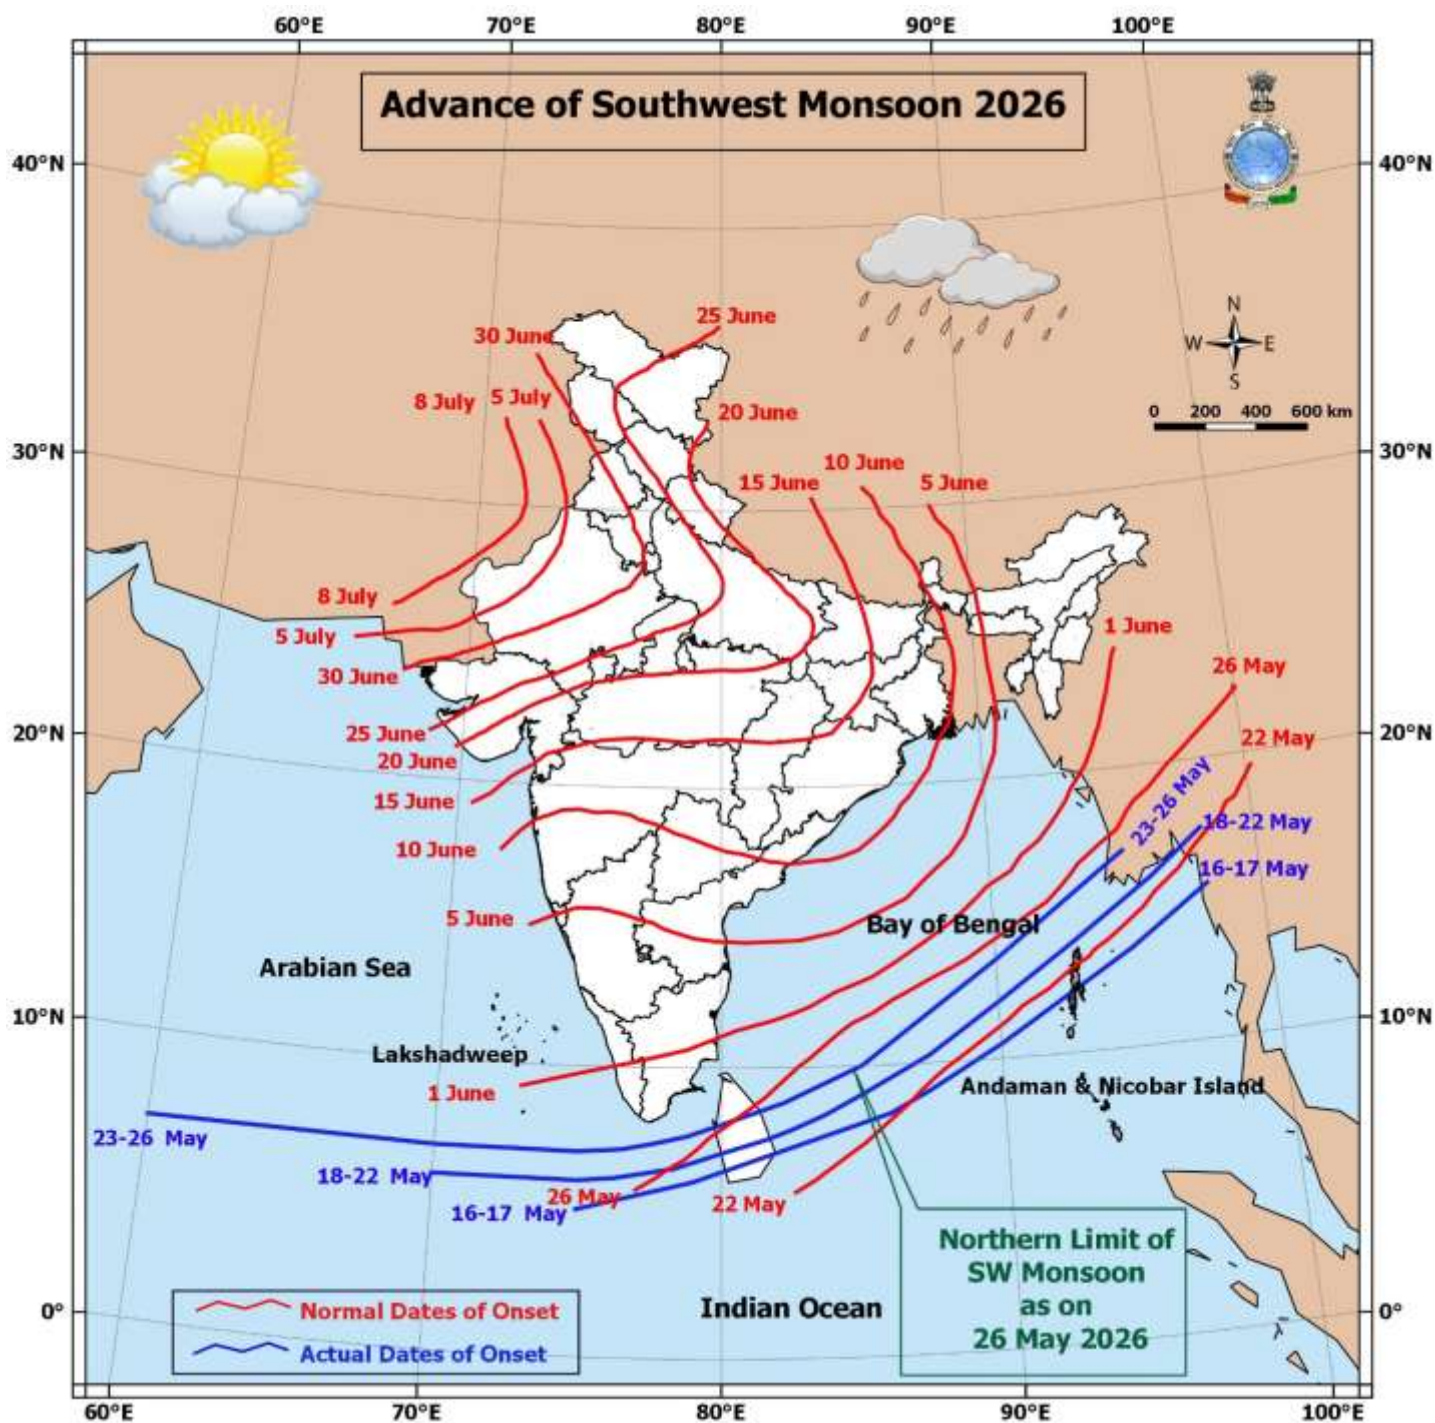 60°E 70°E 80°E 90°E 100°E
Advance of Southwest Monsoon 2026
40°N 40°N
N
W E
S
0 200 400 600 km
25 June
30 June
8 July 5 July
20 June
30°N 30°N
10 June
15 June 5 June
8 July
5 July
1 June
26 May
30 June
25 June
20°N 20°N
22 May
20 June
23-26 May
15 June
18-22 May
10 June
16-17 May
5 June
Bay of Bengal
Arabian Sea
10°N 10°N
Lakshadweep
1 June
Andaman & Nicobar Island
23-26 May
18-22 May
26 May
22 May
16-17 May
Northern Limit of
SW Monsoon
as on
26 May 2026
Indian Ocean
0° 0°
Normal Dates of Onset
Actual Dates of Onset
60°E 70°E 80°E 90°E 100°E